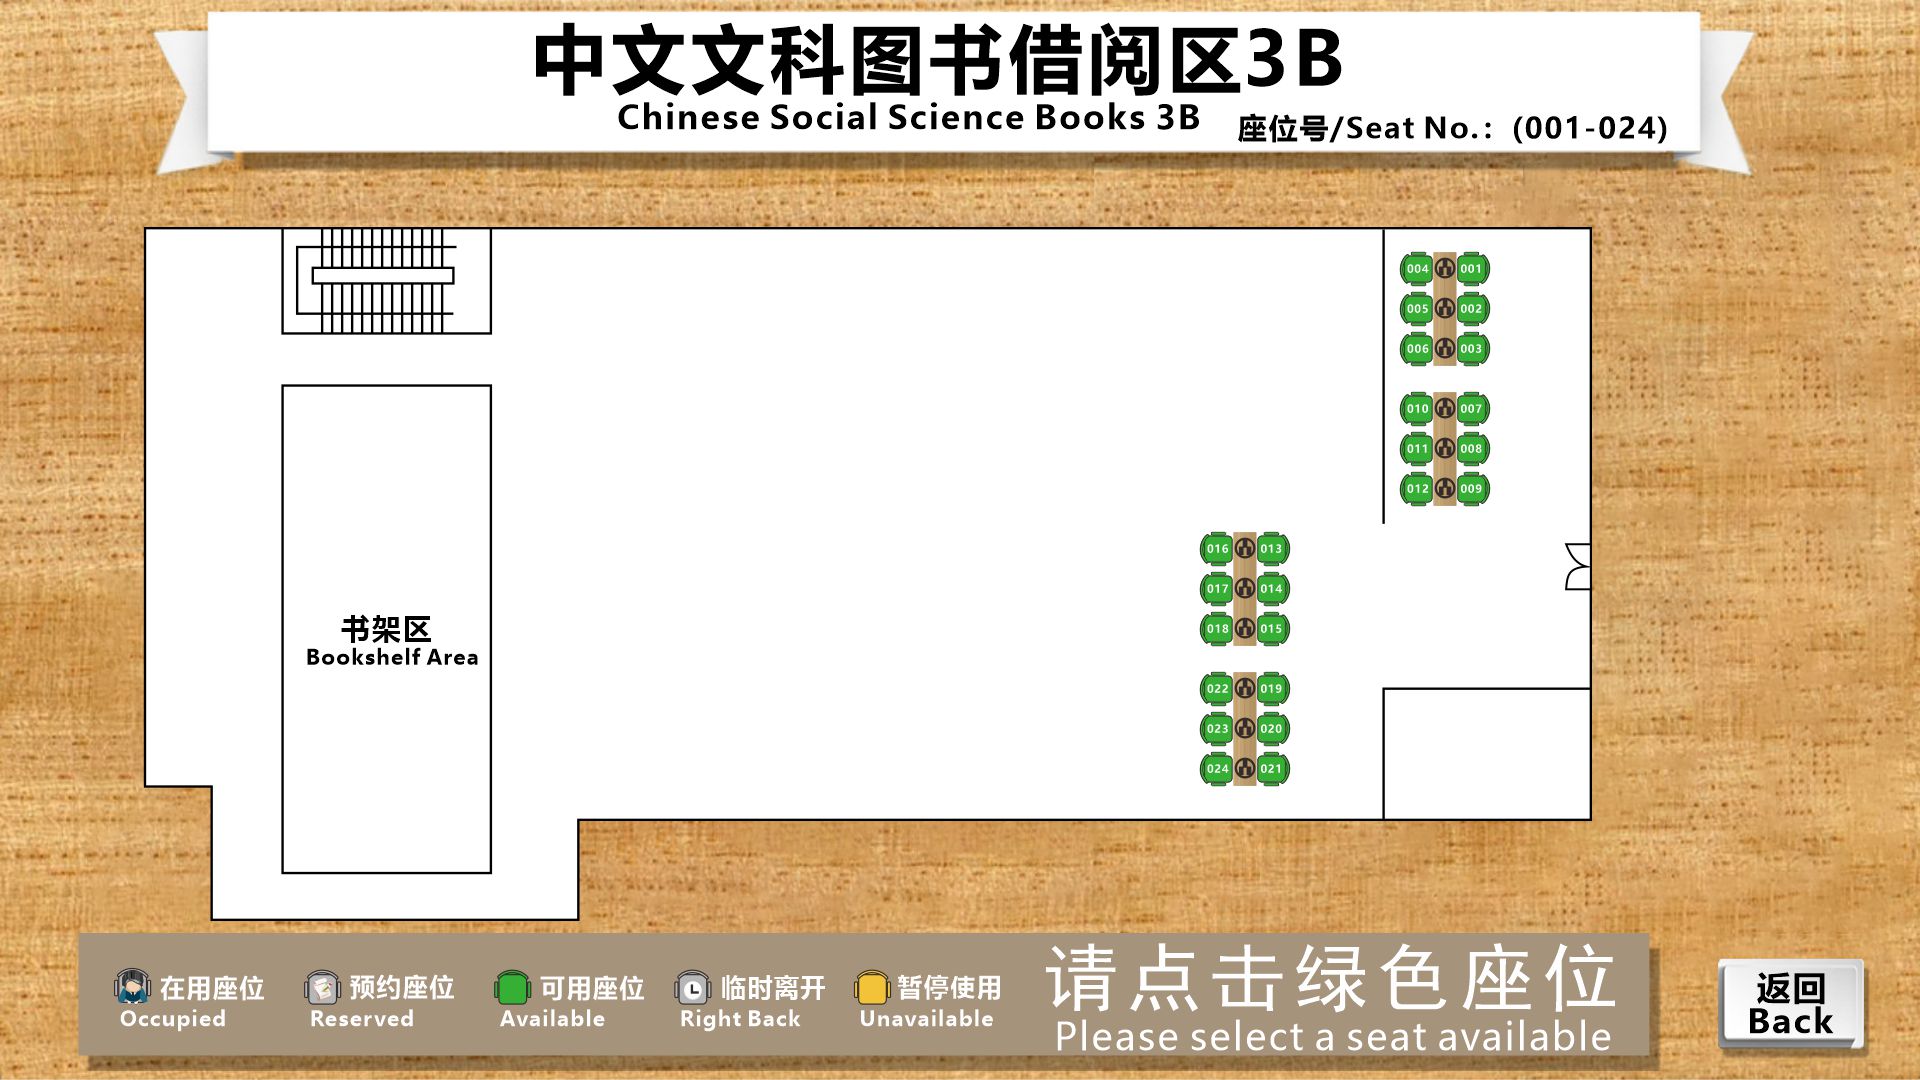 中文文科图书借阅区3B
Chinese Social Science Books 3B
座位号/Seat No.: (001-024)
004 001
005 002
006 003
010 007
011 008
012 009
016 013
017 014
018 015
022 019
023 020
024 021
书架区
Bookshelf Area
在用座位
Occupied
预约座位
Reserved
可用座位
Available
临时离开
Right Back
暂停使用
Unavailable
请点击绿色座位
Please select a seat available
返回
Back